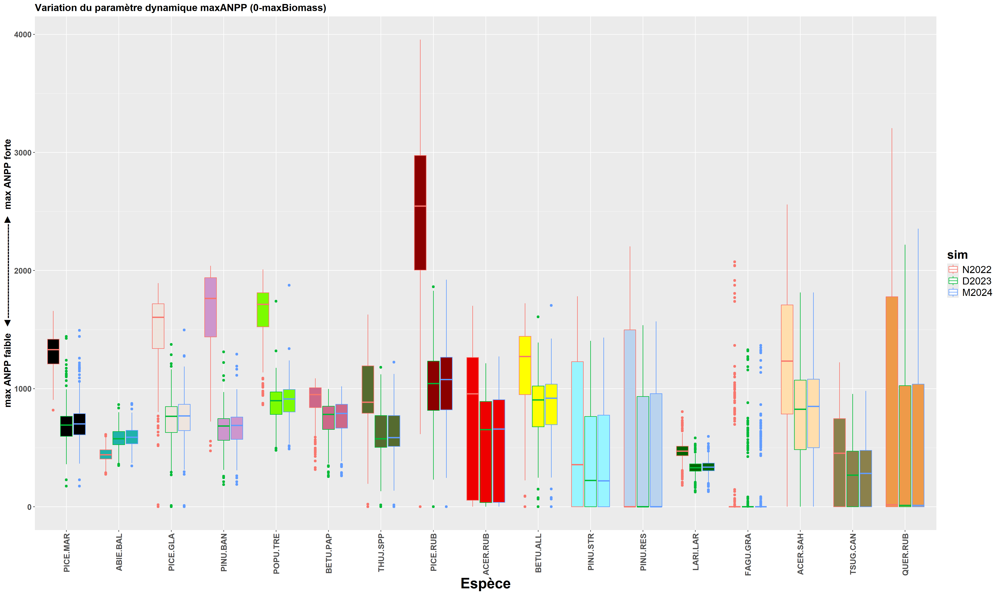 Variation du paramètre dynamique maxANPP (0-maxBiomass)
max ANPP faible ◄----------------------------► max ANPP forte
4000
3000
2000
1000
0
PICE.MAR
ABIE.BAL
PICE.GLA
PINU.BAN
POPU.TRE
BETU.PAP
THUJ.SPP
PICE.RUB
ACER.RUB
BETU.ALL
PINU.STR
PINU.RES
LARI.LAR
FAGU.GRA
ACER.SAH
TSUG.CAN
QUER.RUB
Espèce
sim
N2022
D2023
M2024